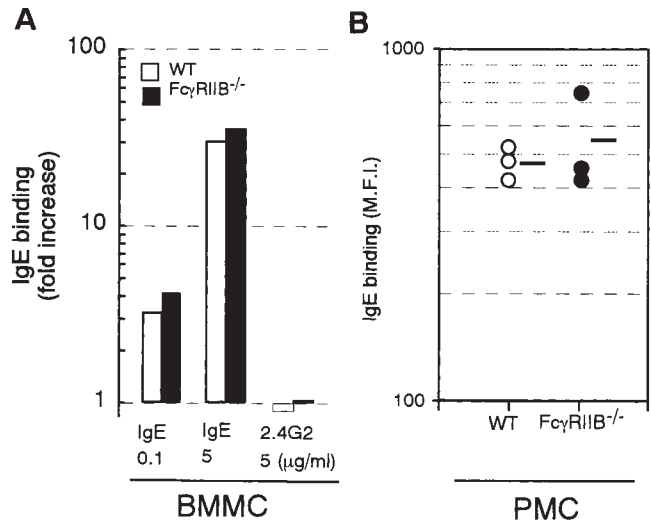 A
IgE binding
(fold increase)
100
10
1
WT
FcγRIIB-/-
IgE IgE 2.4G2
0.1 5 5 (μg/ml)
BMMC
B
IgE binding (M.F.I.)
1000
100
WT FcγRIIB-/-
PMC